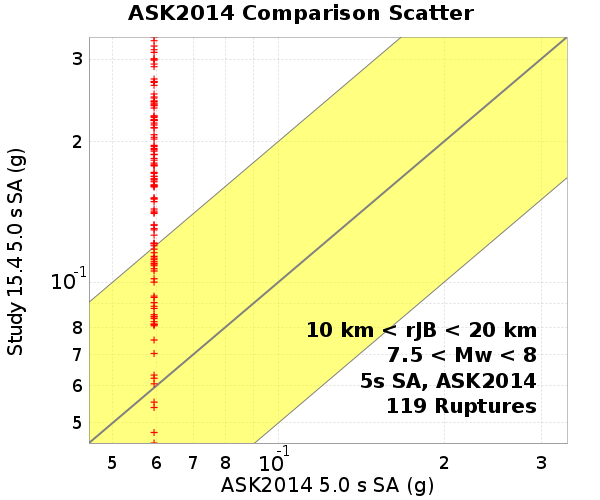 ASK2014 Comparison Scatter
Study 15.4 5.0 s SA (g)
3
2
10-1
8
7
6
5
10 km < rJB < 20 km
7.5 < Mw < 8
5s SA, ASK2014
119 Ruptures
5 6 7 8 10-1 2 3
ASK2014 5.0 s SA (g)